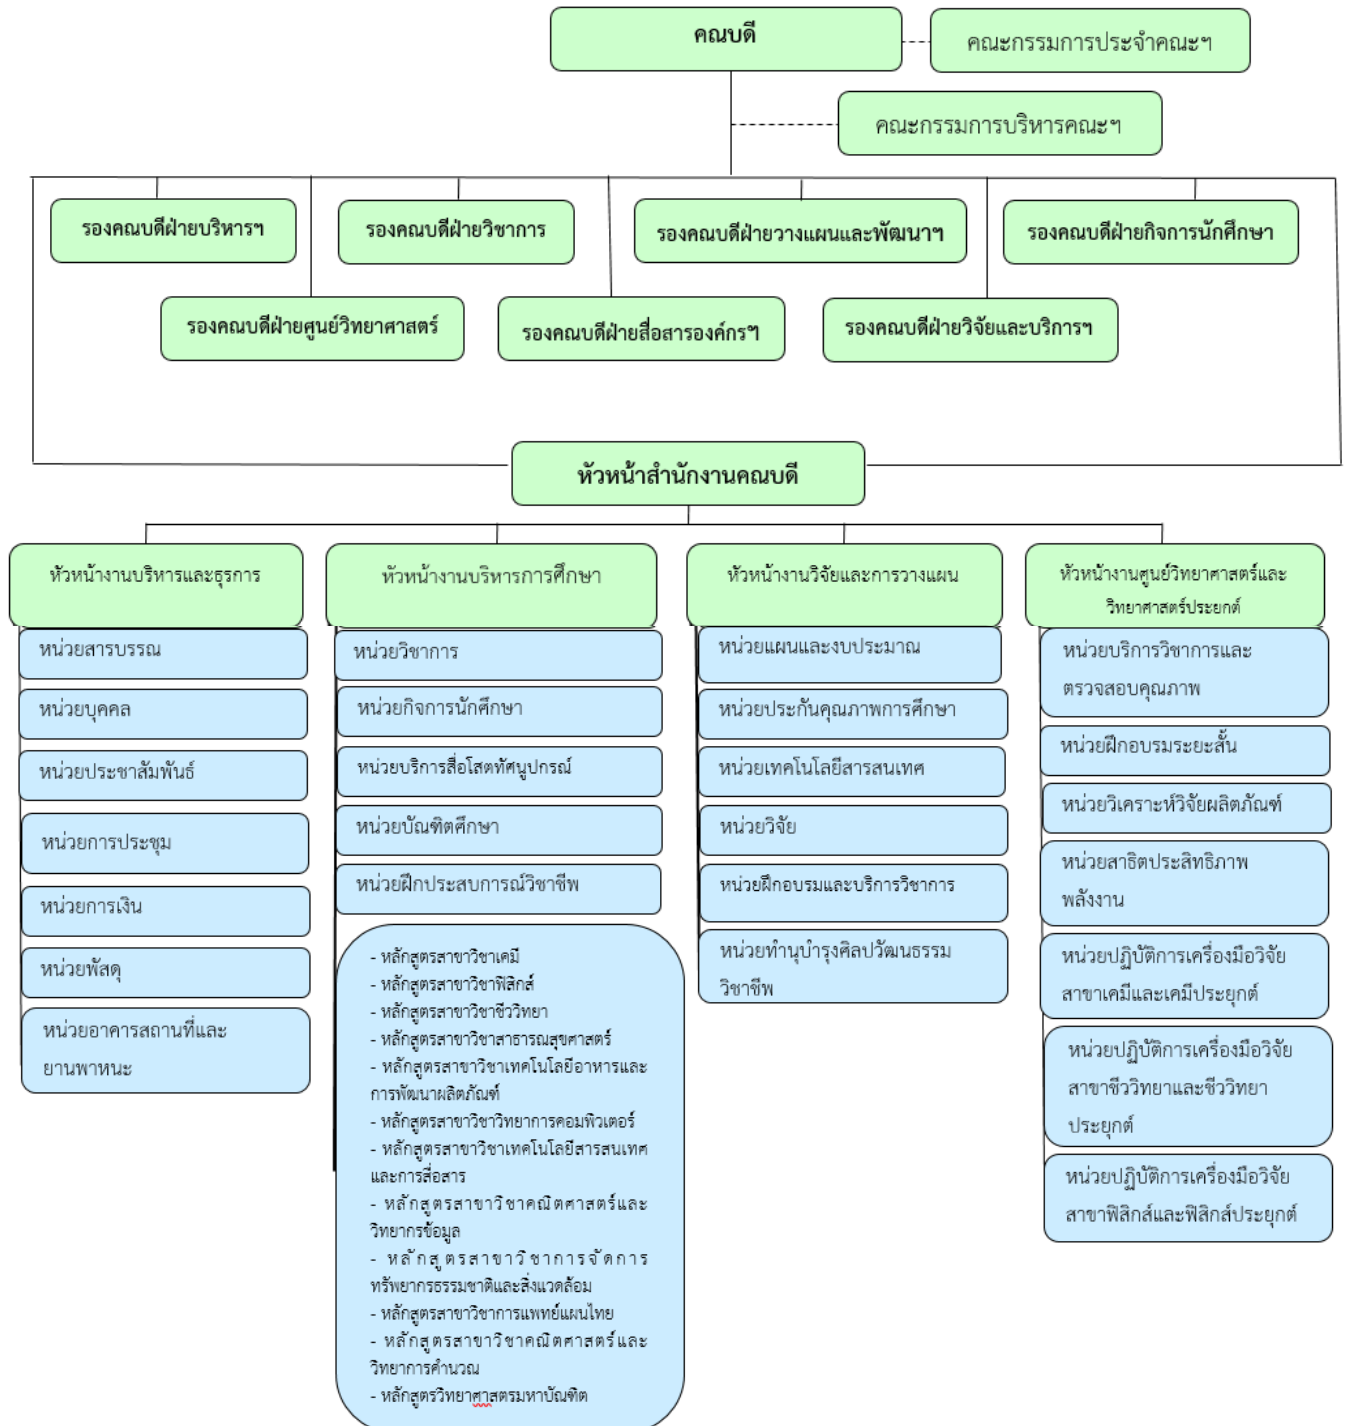 คณบดี
คณะกรรมการประจำคณะฯ
คณะกรรมการบริหารคณะฯ
รองคณบดีฝ่ายบริหารฯ
รองคณบดีฝ่ายวิชาการ
รองคณบดีฝ่ายวางแผนและพัฒนาฯ
รองคณบดีฝ่ายกิจการนักศึกษา
รองคณบดีฝ่ายศูนย์วิทยาศาสตร์
รองคณบดีฝ่ายสื่อสารองค์กรฯ
รองคณบดีฝ่ายวิจัยและบริการฯ
หัวหน้าสำนักงานคณบดี
หัวหน้างานบริหารและธุรการ
หน่วยสารบรรณ
หน่วยบุคคล
หน่วยประชาสัมพันธ์
หน่วยการประชุม
หน่วยการเงิน
หน่วยพัสดุ
หน่วยอาคารสถานที่และ
ยานพาหนะ
หัวหน้างานบริหารการศึกษา
หน่วยวิชาการ
หน่วยกิจการนักศึกษา
หน่วยบริการสื่อโสตทัศนูปกรณ์
หน่วยบัณฑิตศึกษา
หน่วยฝึกประสบการณ์วิชาชีพ
- หลักสูตรสาขาวิชาเคมี
- หลักสูตรสาขาวิชาฟิสิกส์
- หลักสูตรสาขาวิชาชีววิทยา
- หลักสูตรสาขาวิชาสาธารณสุขศาสตร์
- หลักสูตรสาขาวิชาเทคโนโลยีอาหารและ
การพัฒนาผลิตภัณฑ์
- หลักสูตรสาขาวิชาวิทยาการคอมพิวเตอร์
- หลักสูตรสาขาวิชาเทคโนโลยีสารสนเทศ
และการสื่อสาร
- หลักสูตรสาขาวิชาคณิตศาสตร์และ
วิทยากรข้อมูล
- หลักสูตรสาขาวิชาการจัดการ
ทรัพยากรธรรมชาติและสิ่งแวดล้อม
- หลักสูตรสาขาวิชาการแพทย์แผนไทย
- หลักสูตรสาขาวิชาคณิตศาสตร์และ
วิทยาการคำนวณ
- หลักสูตรวิทยาศาสตรมหาบัณฑิต
หัวหน้างานวิจัยและการวางแผน
หน่วยแผนและงบประมาณ
หน่วยประกันคุณภาพการศึกษา
หน่วยเทคโนโลยีสารสนเทศ
หน่วยวิจัย
หน่วยฝึกอบรมและบริการวิชาการ
หน่วยทำนุบำรุงศิลปวัฒนธรรม
วิชาชีพ
หัวหน้างานศูนย์วิทยาศาสตร์และ
วิทยาศาสตร์ประยกต์
หน่วยบริการวิชาการและ
ตรวจสอบคุณภาพ
หน่วยฝึกอบรมระยะสั้น
หน่วยวิเคราะห์วิจัยผลิตภัณฑ์
หน่วยสาธิตประสิทธิภาพ
พลังงาน
หน่วยปฏิบัติการเครื่องมือวิจัย
สาขาเคมีและเคมีประยุกต์
หน่วยปฏิบัติการเครื่องมือวิจัย
สาขาชีววิทยาและชีววิทยา
ประยุกต์
หน่วยปฏิบัติการเครื่องมือวิจัย
สาขาฟิสิกส์และฟิสิกส์ประยุกต์